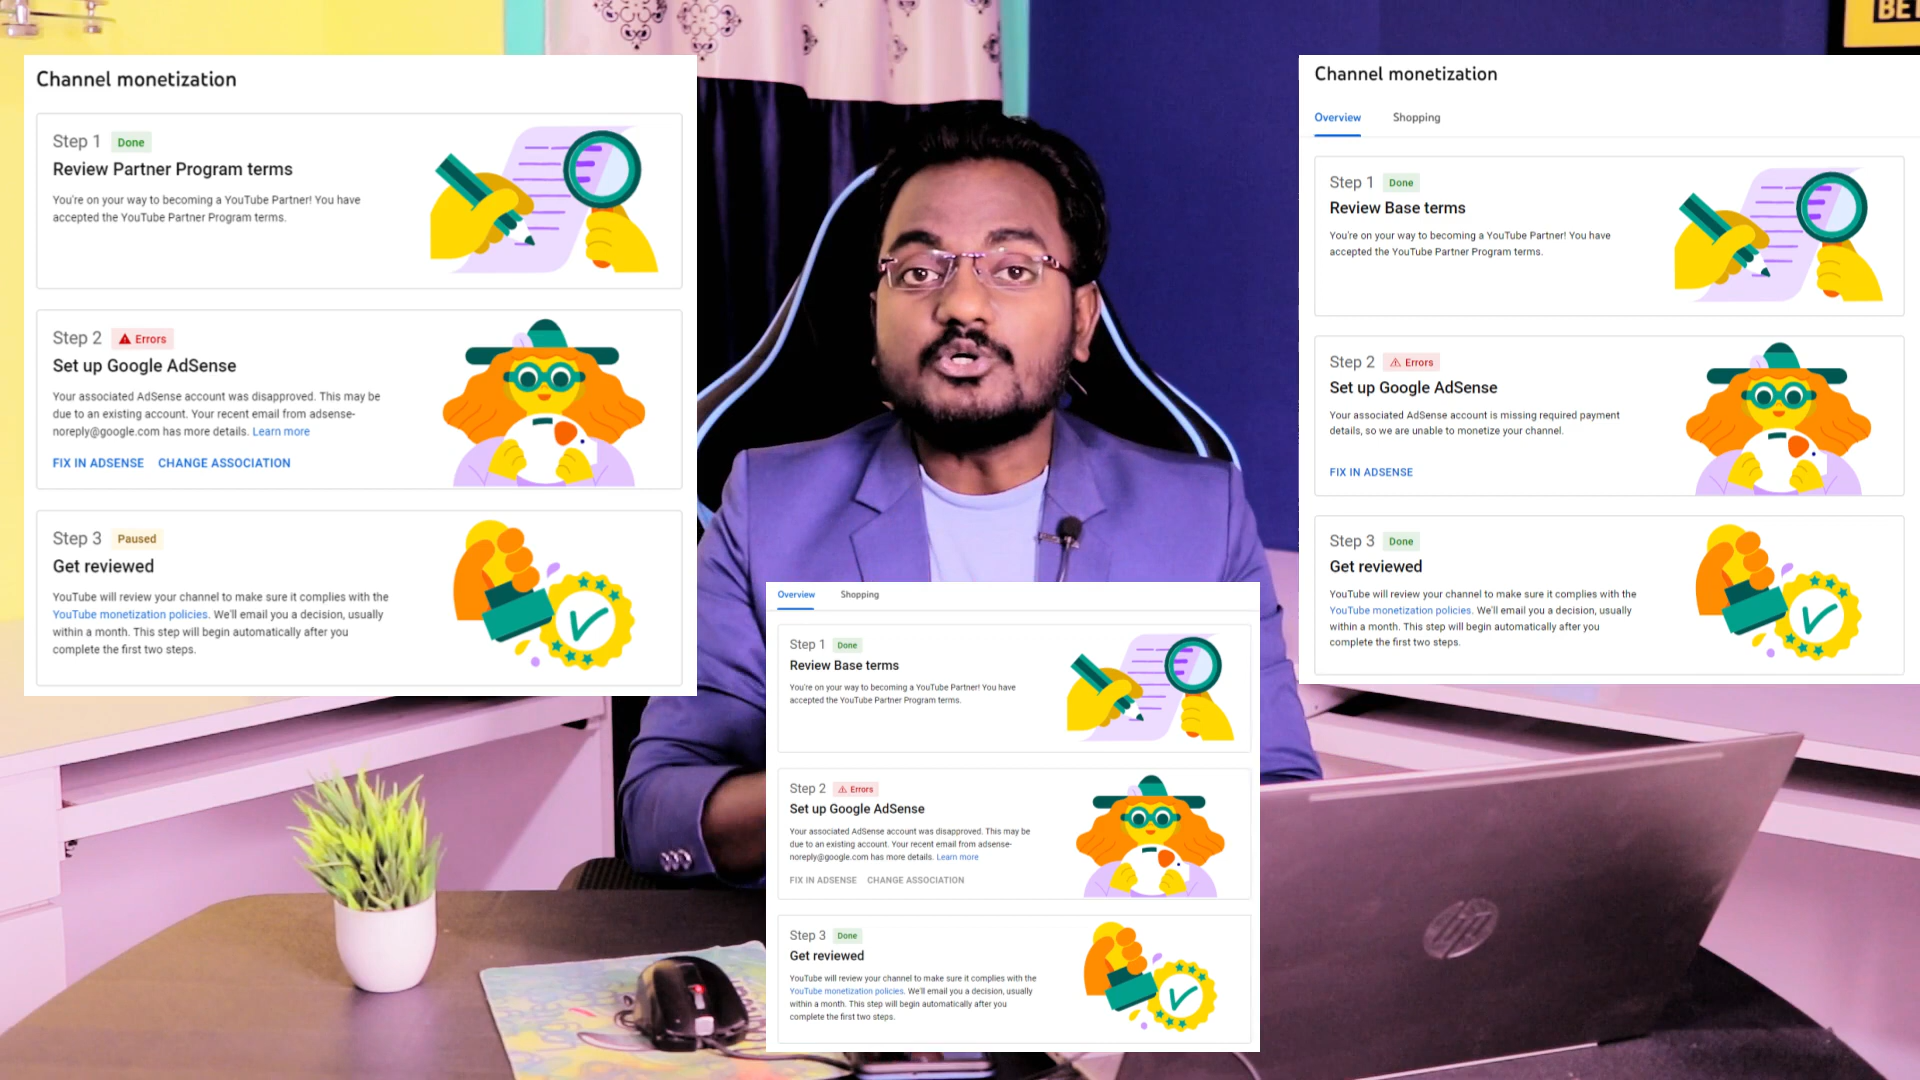 Channel monetization
Step 1 Done
Review Partner Program terms
You're on your way to becoming a YouTube Partner! You have
accepted the YouTube Partner Program terms.
Step 2 Errors
Set up Google AdSense
Your associated AdSense account was disapproved. This may be
due to an existing account. Your recent email from adsense-
noreply@google.com has more details. Learn more
FIX IN ADSENSE CHANGE ASSOCIATION
Step 3 Paused
Get reviewed
YouTube will review your channel to make sure it complies with the
YouTube monetization policies. We'll email you a decision, usually
within a month. This step will begin automatically after you
complete the first two steps.
Overview Shopping
Step 1 Done
Review Base terms
You're on your way to becoming a YouTube Partner! You have
accepted the YouTube Partner Program terms.
Step 2 Errors
Set up Google AdSense
Your associated AdSense account was disapproved. This may be
due to an existing account. Your recent email from adsense-
noreply@google.com has more details. Learn more
FIX IN ADSENSE CHANGE ASSOCIATION
Step 3 Done
Get reviewed
YouTube will review your channel to make sure it complies with the
YouTube monetization policies. We'll email you a decision, usually
within a month. This step will begin automatically after you
complete the first two steps.
Channel monetization
Overview Shopping
Step 1 Done
Review Base terms
You're on your way to becoming a YouTube Partner! You have
accepted the YouTube Partner Program terms.
Step 2 Errors
Set up Google AdSense
Your associated AdSense account is missing required payment
details, so we are unable to monetize your channel.
FIX IN ADSENSE
Step 3 Done
Get reviewed
YouTube will review your channel to make sure it complies with the
YouTube monetization policies. We'll email you a decision, usually
within a month. This step will begin automatically after you
complete the first two steps.
hp